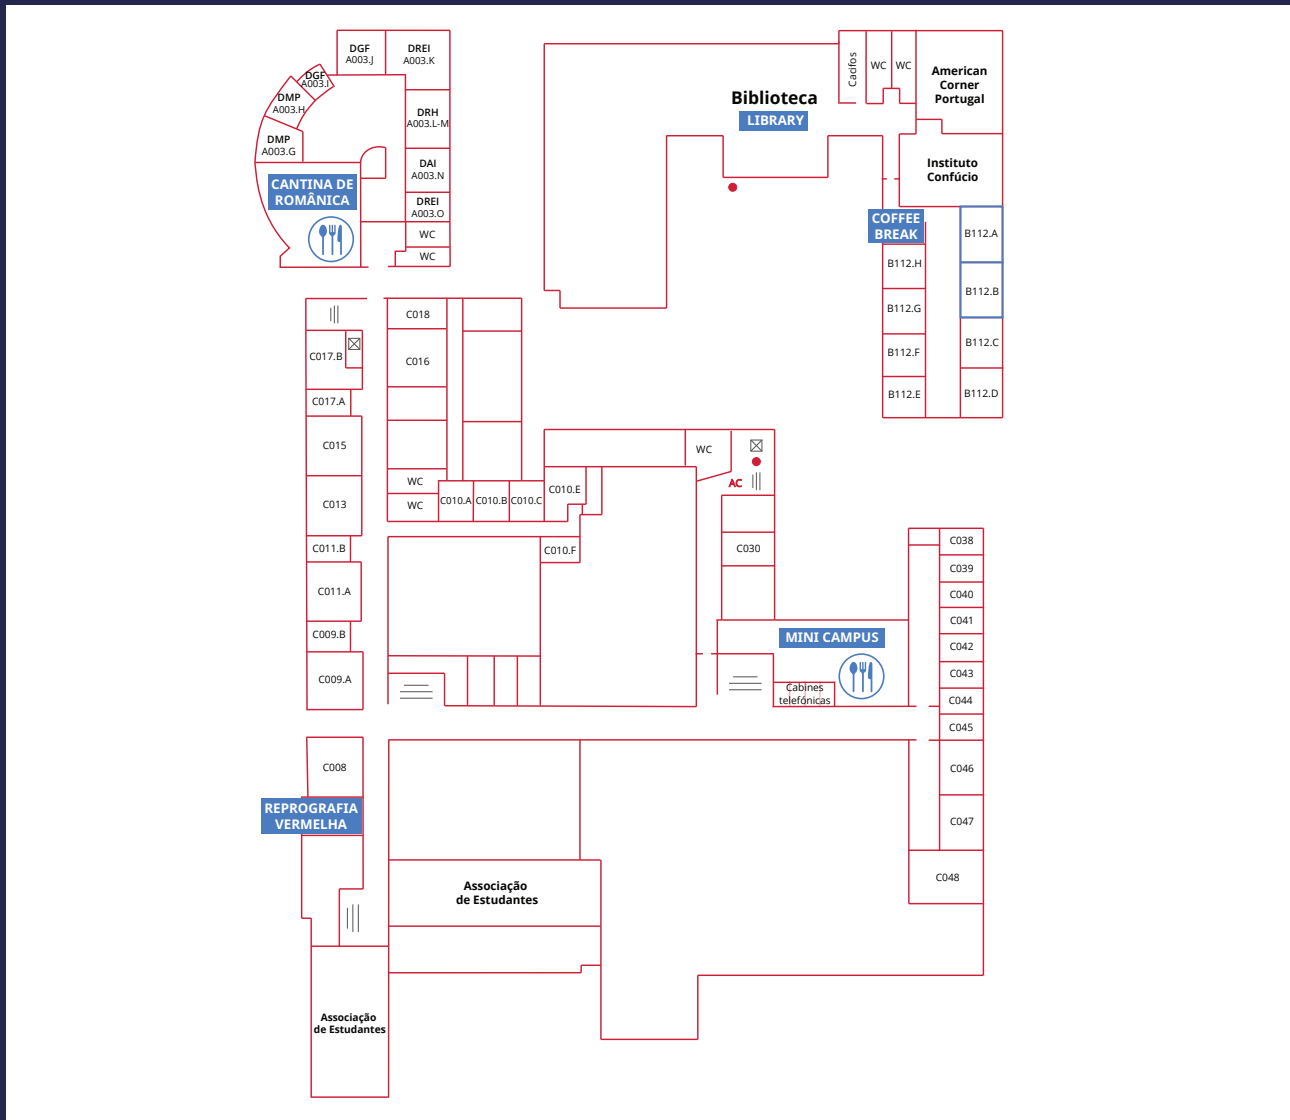 DGF
A003.J
DREI
A003.K
DGF
A003.I
DMP
A003.H
DMP
A003.G
DRH
A003.L-M
DAI
A003.N
DREI
A003.O
WC
WC
CANTINA DE
ROMÂNICA
Biblioteca
LIBRARY
Cacifos
WC
WC
American
Corner
Portugal
Instituto
Confúcio
COFFEE
BREAK
B112.A
B112.B
B112.C
B112.D
B112.H
B112.G
B112.F
B112.E
C018
C016
C017.B
C017.A
C015
C013
C011.B
C011.A
C009.B
C009.A
WC
WC
C010.A
C010.B
C010.C
C010.E
C010.F
WC
AC
C030
MINI CAMPUS
Cabines
telefónicas
C038
C039
C040
C041
C042
C043
C044
C045
C046
C047
C048
C008
REPROGRAFIA
VERMELHA
Associação
de Estudantes
Associação
de Estudantes